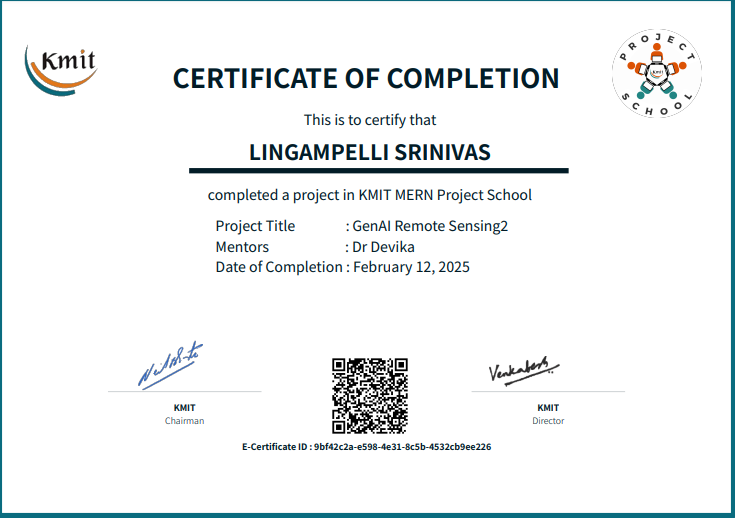 Kmit
PROJECT SCHOOL
Kmit
CERTIFICATE OF COMPLETION
This is to certify that
LINGAMPELLI SRINIVAS
completed a project in KMIT MERN Project School
Project Title : GenAI Remote Sensing2
Mentors : Dr Devika
Date of Completion : February 12, 2025
Venkatesh
KMIT
KMIT
Chairman
Director
E-Certificate ID : 9bf42c2a-e598-4e31-8c5b-4532cb9ee226